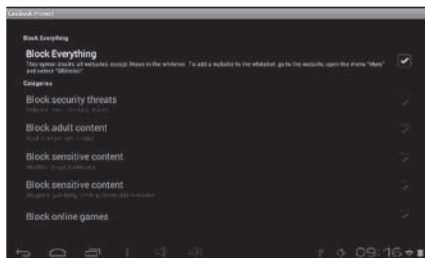 Lexibook Protect
Block Everything
Block Everything
This option blocks all websites except those in the whitelist. To add a website to the whitelist, go to the website, open the menu "More"
and select "Whitelist"
Categories
Block security threats
Block adult content
Block sensitive content
Block sensitive content
Block online games
09:16